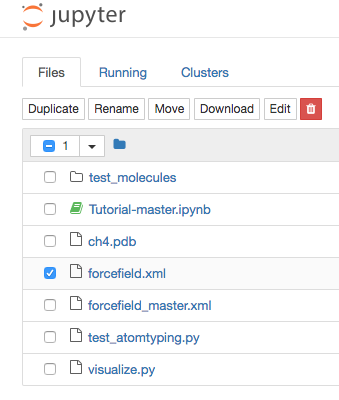 jupyter
Files Running Clusters
Duplicate Rename Move Download Edit
1
test_molecules
Tutorial-master.ipynb
ch4.pdb
forcefield.xml
forcefield_master.xml
test_atomtyping.py
visualize.py